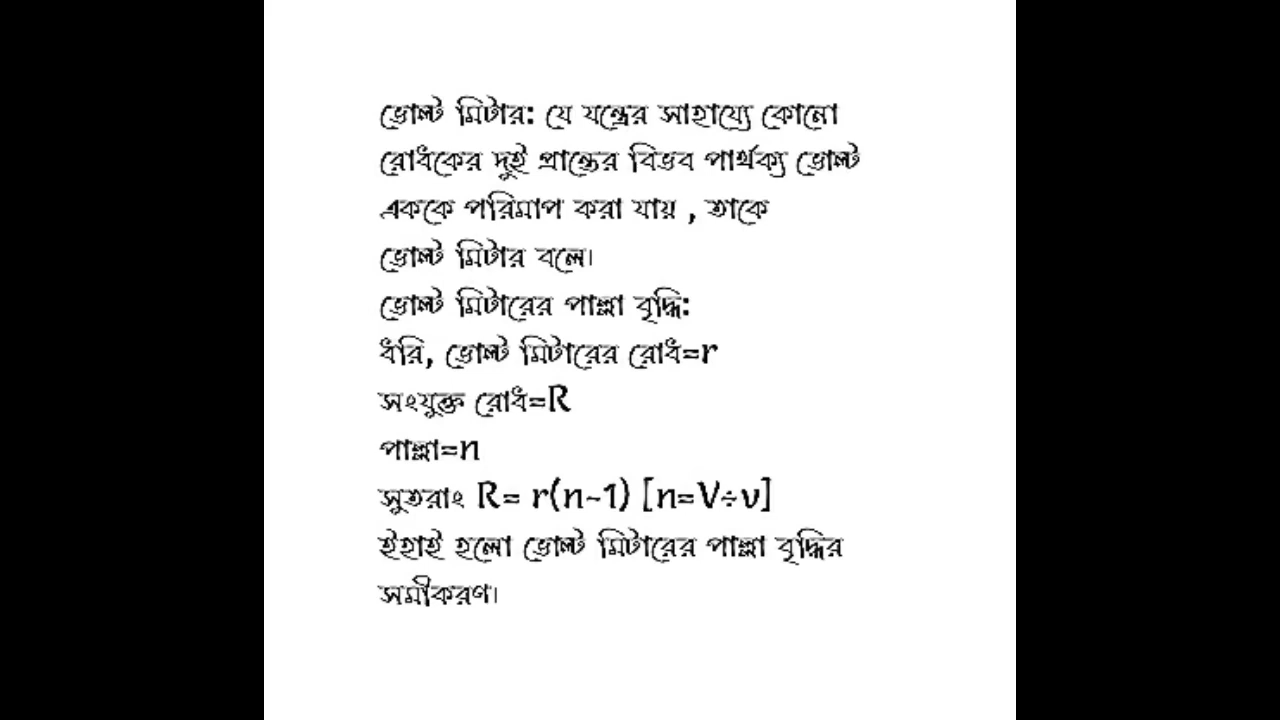 ভোল্ট মিটার: যে যন্ত্রের সাহায্যে কোনো
রোধকের দুই প্রান্তের বিভব পার্থক্য ভোল্ট
এককে পরিমাপ করা যায় , তাকে
ভোল্ট মিটার বলে।
ভোল্ট মিটারের পাল্লা বৃদ্ধি:
ধরি, ভোল্ট মিটারের রোধ=r
সংযুক্ত রোধ=R
পাল্লা=n
সুতরাং R= r(n-1) [n=V÷v]
ইহাই হলো ভোল্ট মিটারের পাল্লা বৃদ্ধির
সমীকরণ।